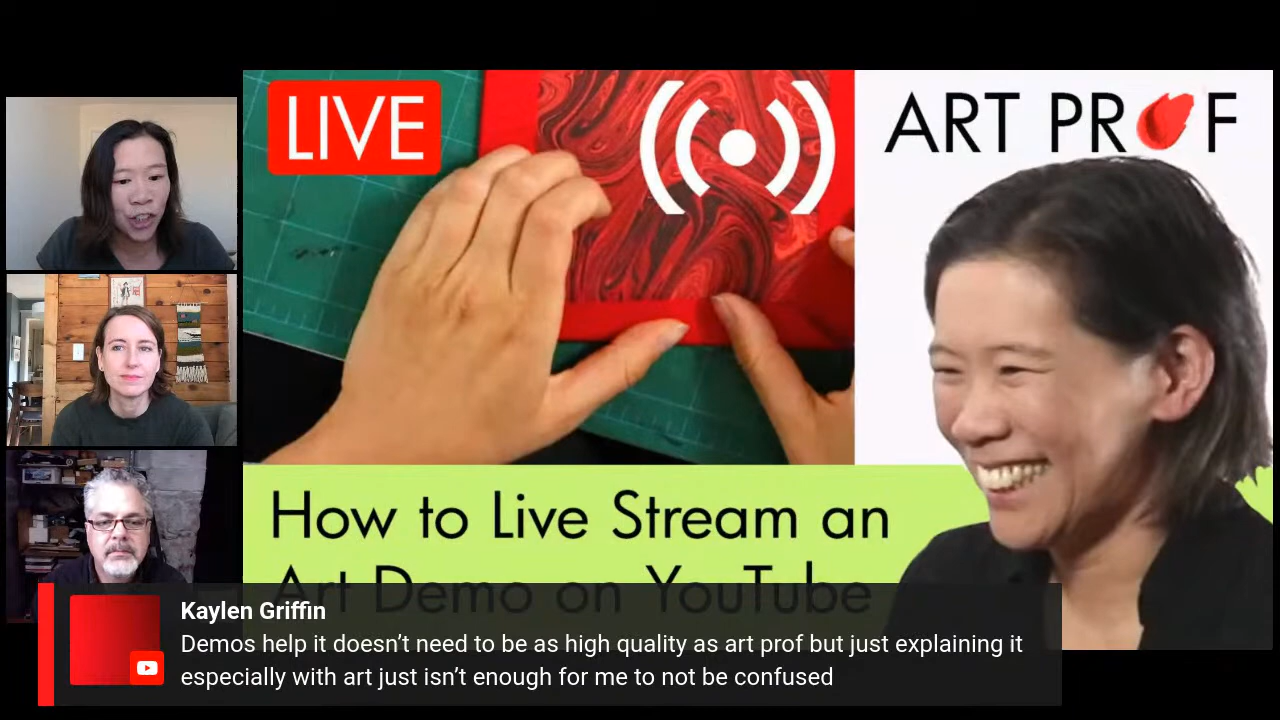 LIVE
ART PROF
How to Live Stream an
Art Demo on YouTube
Kaylen Griffin
Demos help it doesn’t need to be as high quality as art prof but just explaining it
especially with art just isn’t enough for me to not be confused